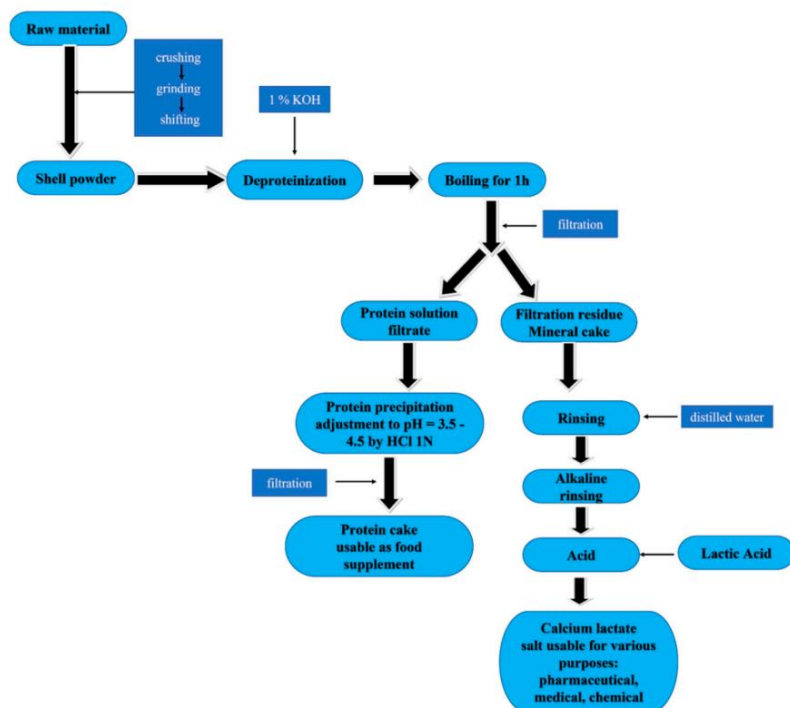 Raw material
crushing
grinding
shifting
1 % KOH
Shell powder
Deproteinization
Boiling for 1h
filtration
Protein solution
filtrate
Filtration residue
Mineral cake
Protein precipitation
adjustment to pH = 3.5 -
4.5 by HCl 1N
Rinsing
distilled water
filtration
Alkaline
rinsing
Protein cake
usable as food
supplement
Acid
Lactic Acid
Calcium lactate
salt usable for various
purposes:
pharmaceutical,
medical, chemical